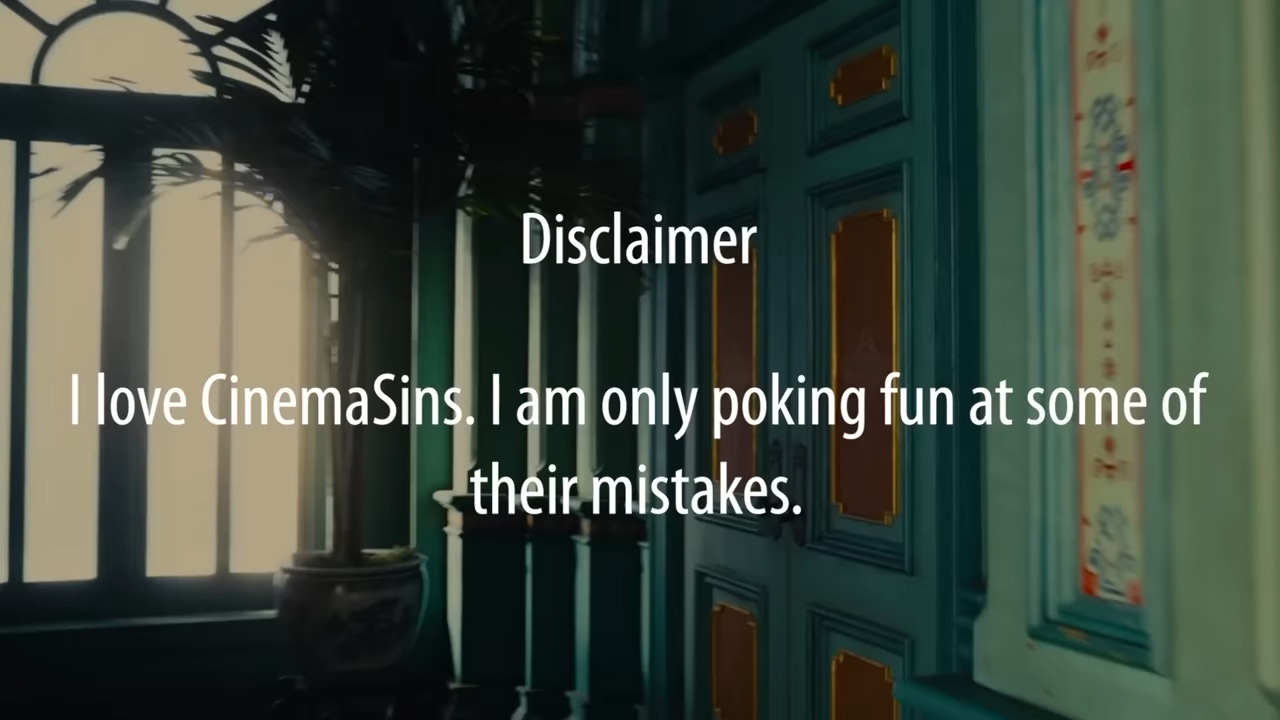 Disclaimer
I love CinemaSins. I am only poking fun at some of
their mistakes.